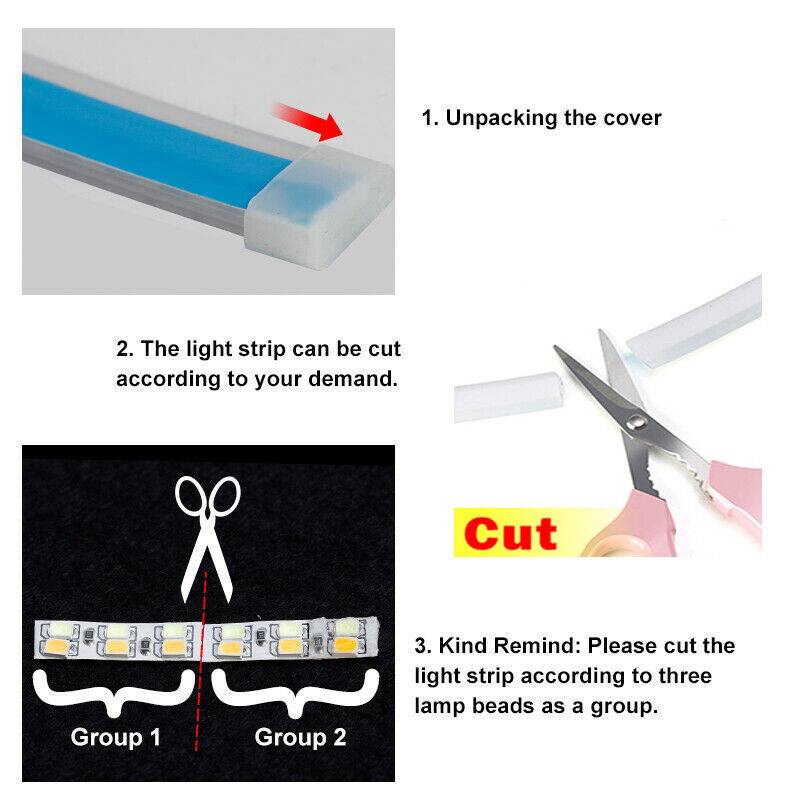 1. Unpacking the cover
2. The light strip can be cut
according to your demand.
Cut
3. Kind Remind: Please cut the
light strip according to three
lamp beads as a group.
Group 1
Group 2